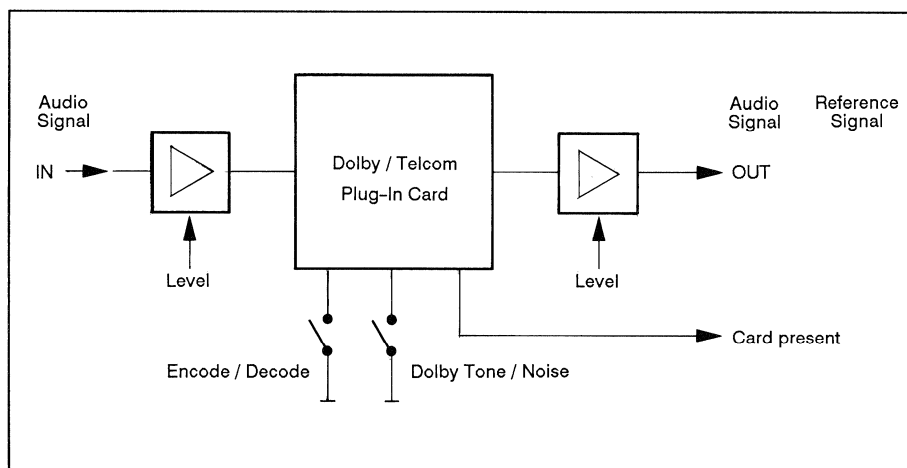 Audio
Signal
Audio
Signal
Reference
Signal
IN
Dolby / Telcom
Plug-In Card
OUT
Level
Level
Card present
Encode / Decode
Dolby Tone / Noise